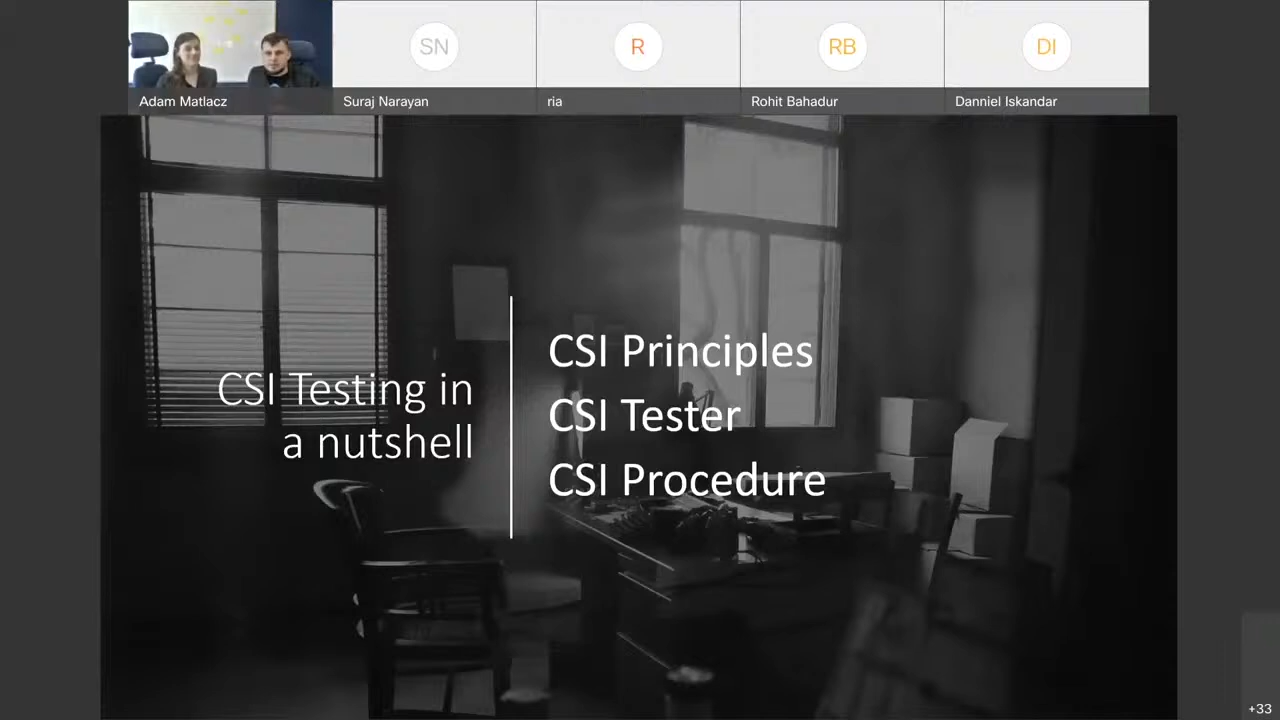 SN
R
RB
DI
Adam Matlacz
Suraj Narayan
ria
Rohit Bahadur
Danniel Iskandar
CSI Testing in
a nutshell
CSI Principles
CSI Tester
CSI Procedure
+33